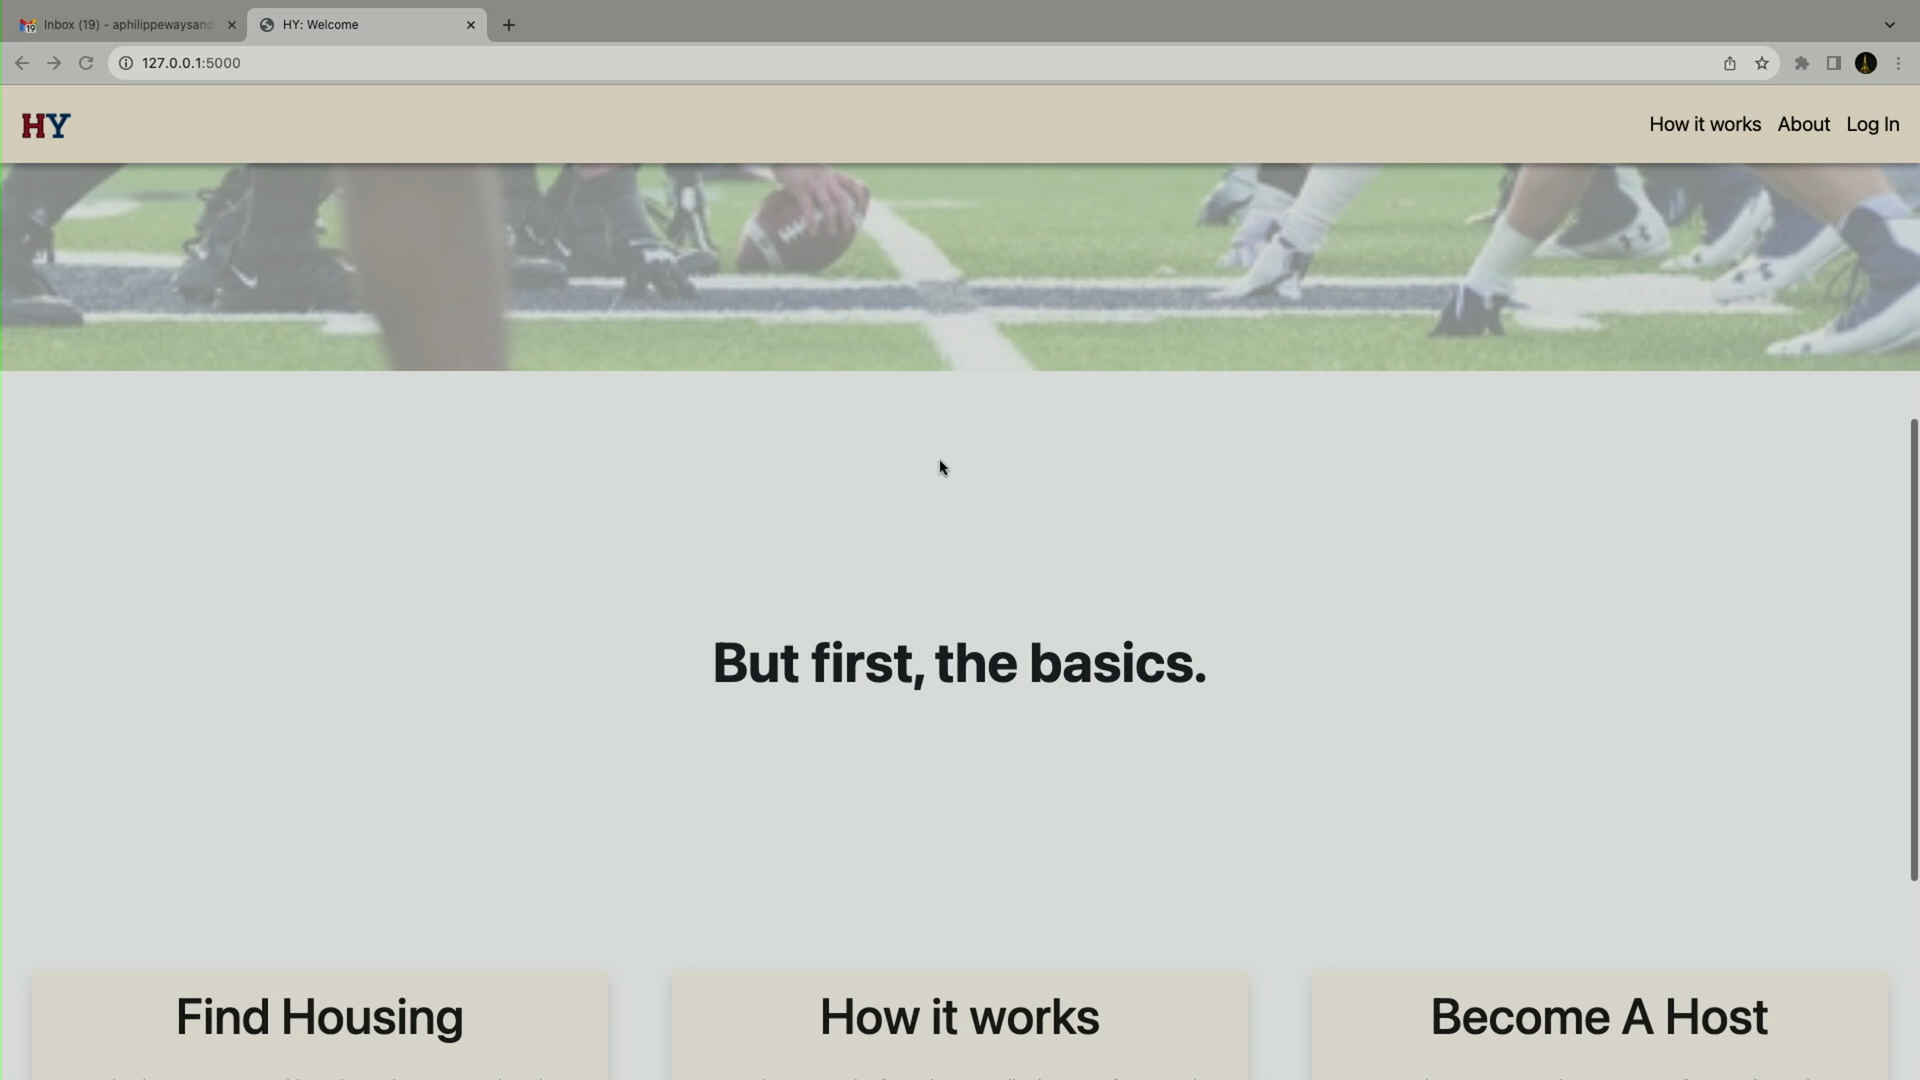 Inbox (19) - aphilippewaysand
HY: Welcome
127.0.0.1:5000
HY
How it works
About
Log In
But first, the basics.
Find Housing
How it works
Become A Host